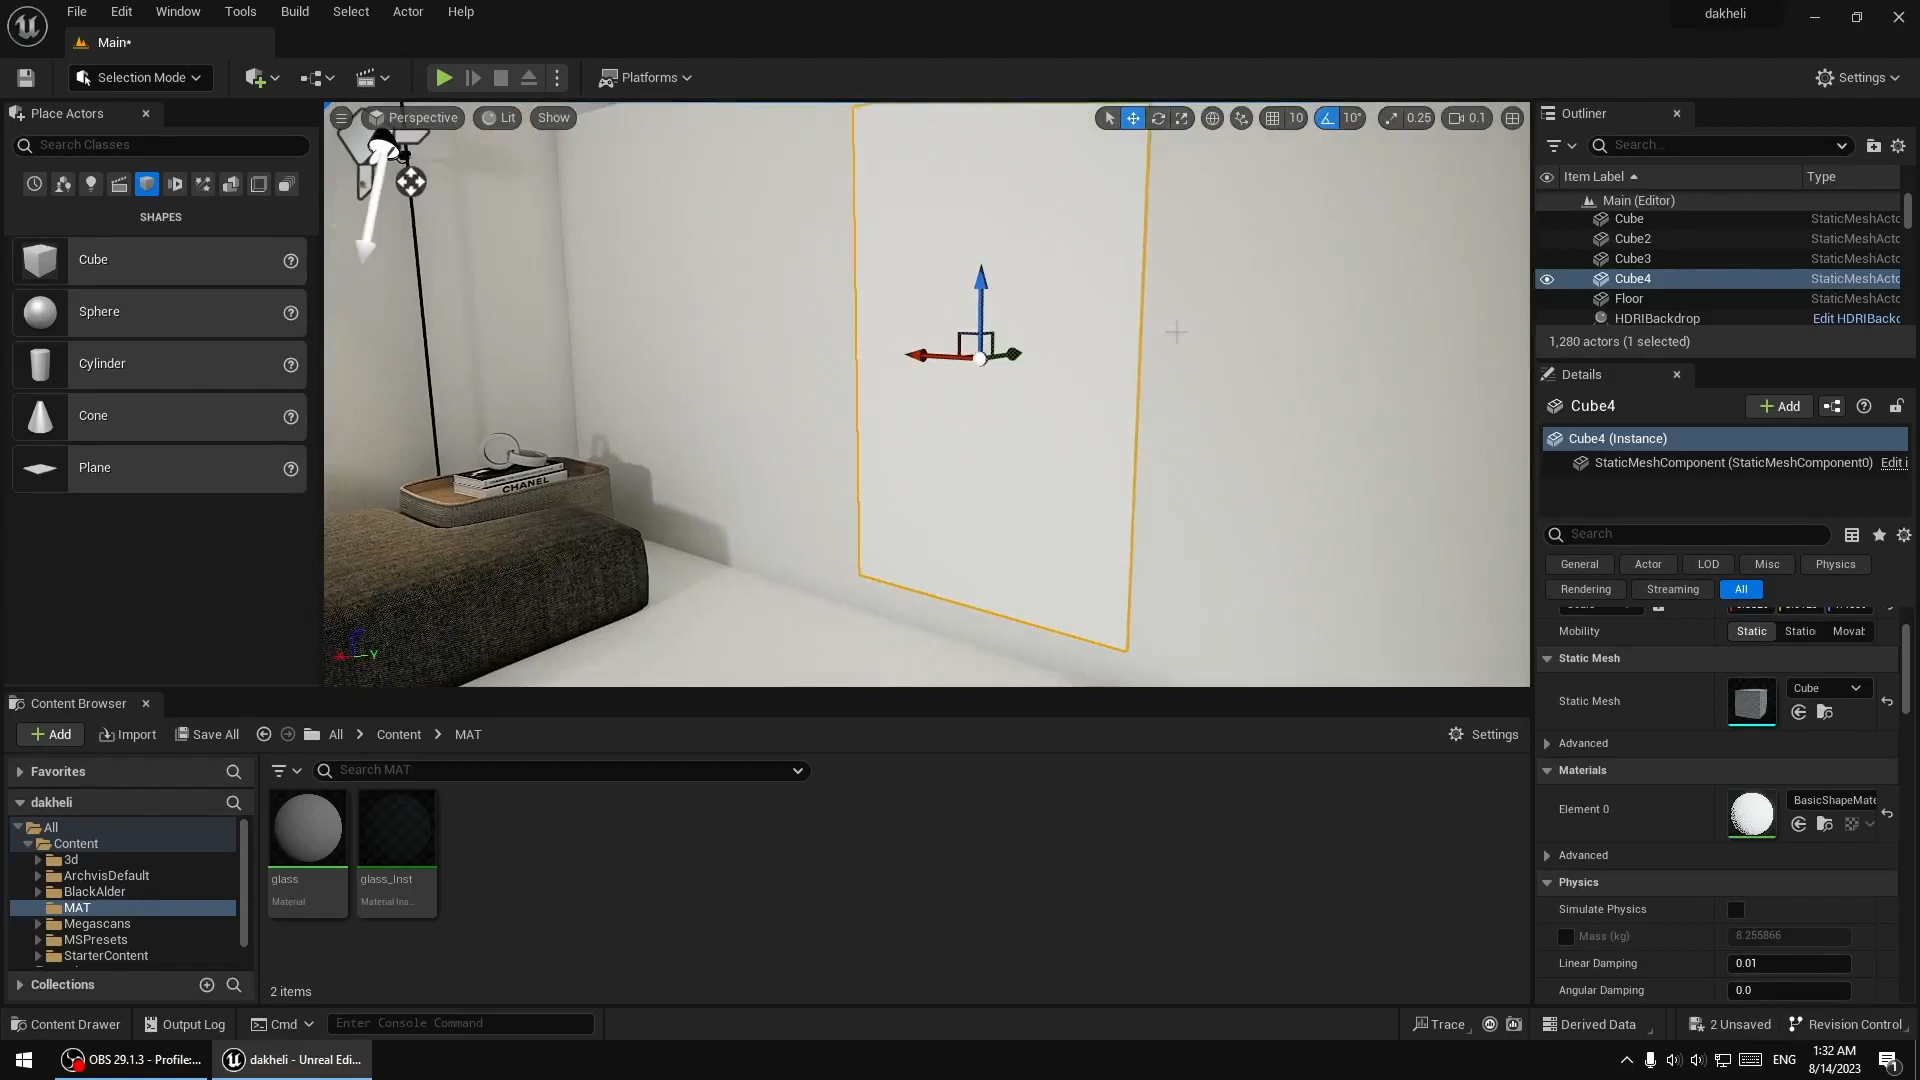 File Edit Window Tools Build Select Actor Help
dakheli
Main*
Selection Mode
Platforms
Settings
Place Actors
Search Classes
SHAPES
Cube
Sphere
Cylinder
Cone
Plane
Perspective Lit Show
10 10° 0.25 0.1
CHANEL
Y
Outliner
Search...
Item Label Type
Main (Editor)
Cube StaticMeshActo
Cube2 StaticMeshActo
Cube3 StaticMeshActo
Cube4 StaticMeshActo
Floor StaticMeshActo
HDRIBackdrop Edit HDRIBackd
1,280 actors (1 selected)
Details
Cube4 Add
Cube4 (Instance)
StaticMeshComponent (StaticMeshComponent0) Edit i
Search
General Actor LOD Misc Physics
Rendering Streaming All
Mobility Static Statio Movab
Static Mesh
Static Mesh Cube
Advanced
Materials
Element 0 BasicShapeMate
Advanced
Physics
Simulate Physics
Mass (kg) 8.255866
Linear Damping 0.01
Angular Damping 0.0
Content Browser
Add Import Save All All Content MAT Settings
Favorites
dakheli
All
Content
3d
ArchvisDefault
BlackAlder
MAT
Megascans
MSPresets
StarterContent
Collections
Search MAT
glass
Material
glass_Inst
Material Ins...
2 items
Content Drawer Output Log Cmd Enter Console Command Trace Derived Data 2 Unsaved Revision Control
OBS 29.1.3 - Profile:... dakheli - Unreal Edi... ENG 1:32 AM
8/14/2023
1